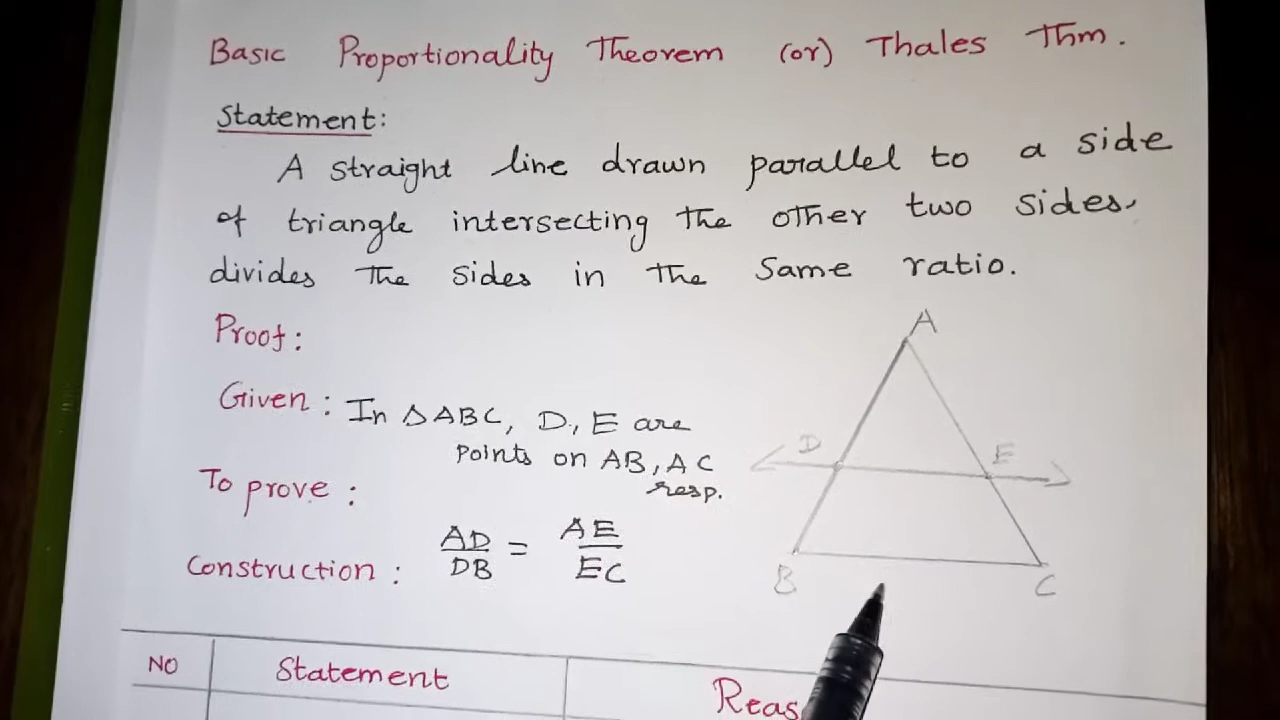 Basic Proportionality Theorem (or) Thales Thm.
Statement:
A straight line drawn parallel to a side
of triangle intersecting the other two sides,
divides the sides in the same ratio.
Proof:
A
Given: In ΔABC, D, E are
points on AB, AC
resp.
D
E
To prove:
AD/DB = AE/EC
Construction:
B
C
No Statement Reas